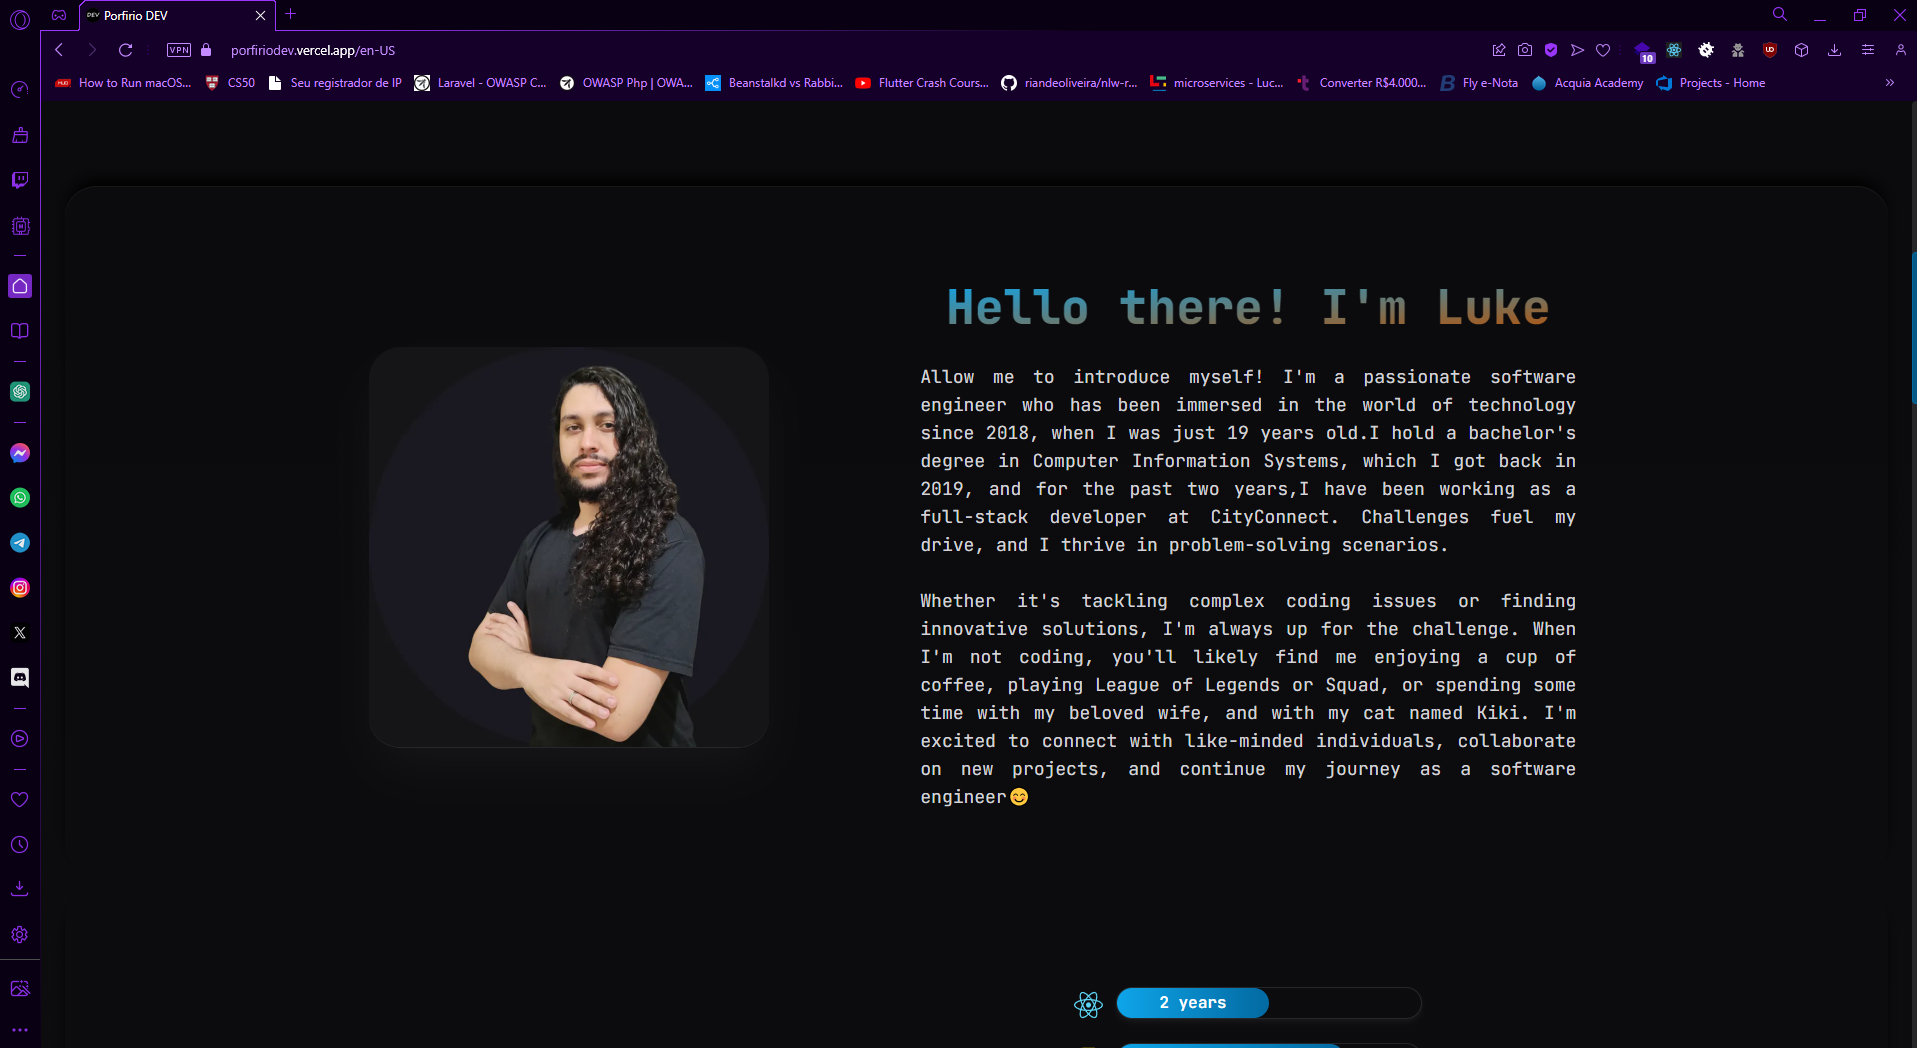 DEV Porfirio DEV
VPN porfiriodev.vercel.app/en-US
10
How to Run macOS... CS50 Seu registrador de IP Laravel - OWASP C... OWASP Php | OWA... Beanstalkd vs Rabbi... Flutter Crash Cours... riandeoliveira/nlw-r... microservices - Luc... Converter R$4.000... Fly e-Nota Acquia Academy Projects - Home
Hello there! I'm Luke
Allow me to introduce myself! I'm a passionate software
engineer who has been immersed in the world of technology
since 2018, when I was just 19 years old.I hold a bachelor's
degree in Computer Information Systems, which I got back in
2019, and for the past two years,I have been working as a
full-stack developer at CityConnect. Challenges fuel my
drive, and I thrive in problem-solving scenarios.
Whether it's tackling complex coding issues or finding
innovative solutions, I'm always up for the challenge. When
I'm not coding, you'll likely find me enjoying a cup of
coffee, playing League of Legends or Squad, or spending some
time with my beloved wife, and with my cat named Kiki. I'm
excited to connect with like-minded individuals, collaborate
on new projects, and continue my journey as a software
engineer😊
2 years